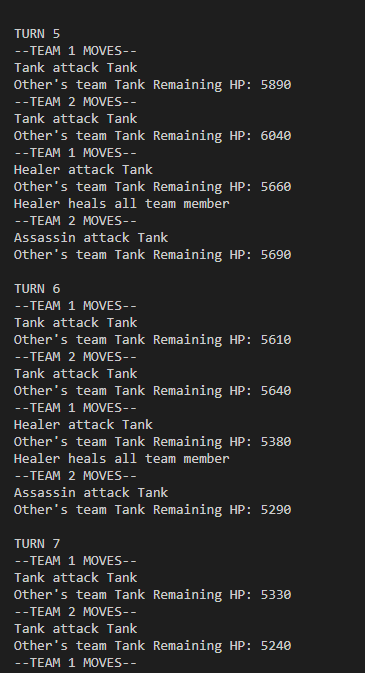 TURN 5
--TEAM 1 MOVES--
Tank attack Tank
Other's team Tank Remaining HP: 5890
--TEAM 2 MOVES--
Tank attack Tank
Other's team Tank Remaining HP: 6040
--TEAM 1 MOVES--
Healer attack Tank
Other's team Tank Remaining HP: 5660
Healer heals all team member
--TEAM 2 MOVES--
Assassin attack Tank
Other's team Tank Remaining HP: 5690

TURN 6
--TEAM 1 MOVES--
Tank attack Tank
Other's team Tank Remaining HP: 5610
--TEAM 2 MOVES--
Tank attack Tank
Other's team Tank Remaining HP: 5640
--TEAM 1 MOVES--
Healer attack Tank
Other's team Tank Remaining HP: 5380
Healer heals all team member
--TEAM 2 MOVES--
Assassin attack Tank
Other's team Tank Remaining HP: 5290

TURN 7
--TEAM 1 MOVES--
Tank attack Tank
Other's team Tank Remaining HP: 5330
--TEAM 2 MOVES--
Tank attack Tank
Other's team Tank Remaining HP: 5240
--TEAM 1 MOVES--